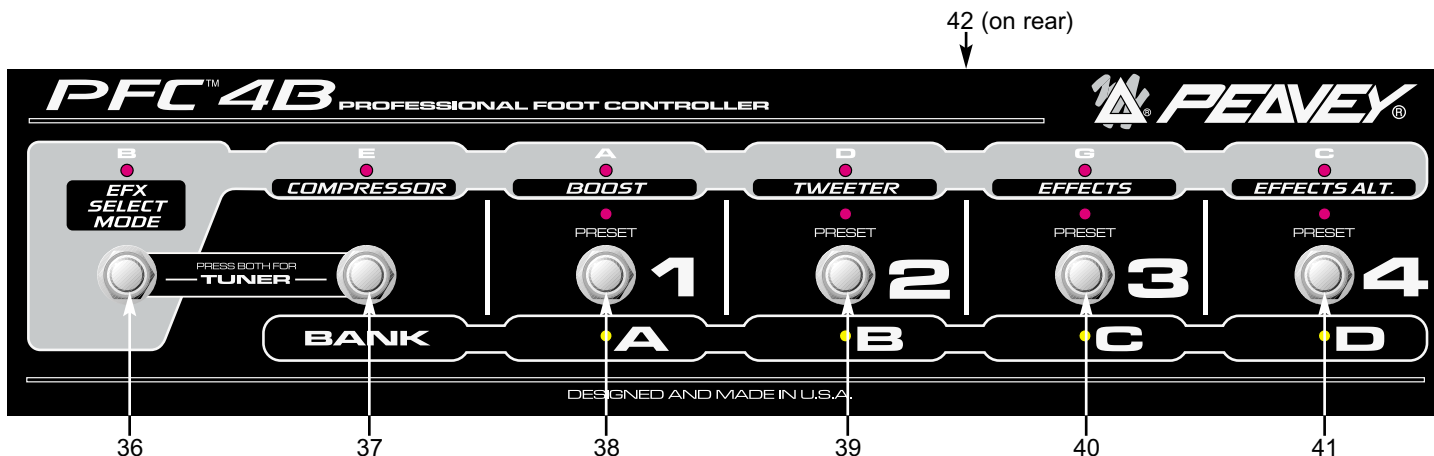 42 (on rear)
PFC™ 4B PROFESSIONAL FOOT CONTROLLER
PEAVEY®
B E A D G C
EFX SELECT MODE
COMPRESSOR BOOST TWEETER EFFECTS EFFECTS ALT.
PRESET PRESET PRESET PRESET
PRESS BOTH FOR
TUNER
1 2 3 4
BANK A B C D
DESIGNED AND MADE IN U.S.A.
36 37 38 39 40 41